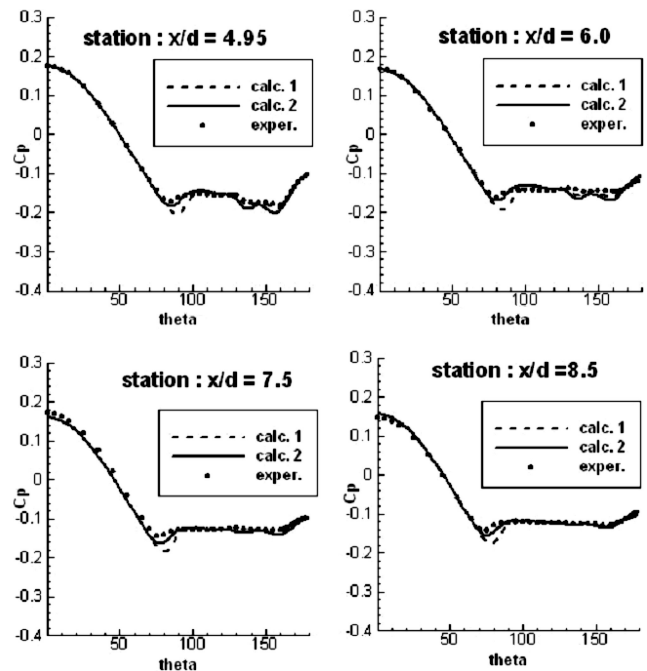 station : x/d = 4.95
calc. 1
calc. 2
exper.
0.3
0.2
0.1
0
-0.1
-0.2
-0.3
-0.4
Cp
50
100
150
theta
station : x/d = 6.0
calc. 1
calc. 2
exper.
0.3
0.2
0.1
0
-0.1
-0.2
-0.3
-0.4
Cp
50
100
150
theta
station : x/d = 7.5
calc. 1
calc. 2
exper.
0.3
0.2
0.1
0
-0.1
-0.2
-0.3
-0.4
Cp
50
100
150
theta
station : x/d =8.5
calc. 1
calc. 2
exper.
0.3
0.2
0.1
0
-0.1
-0.2
-0.3
-0.4
Cp
50
100
150
theta